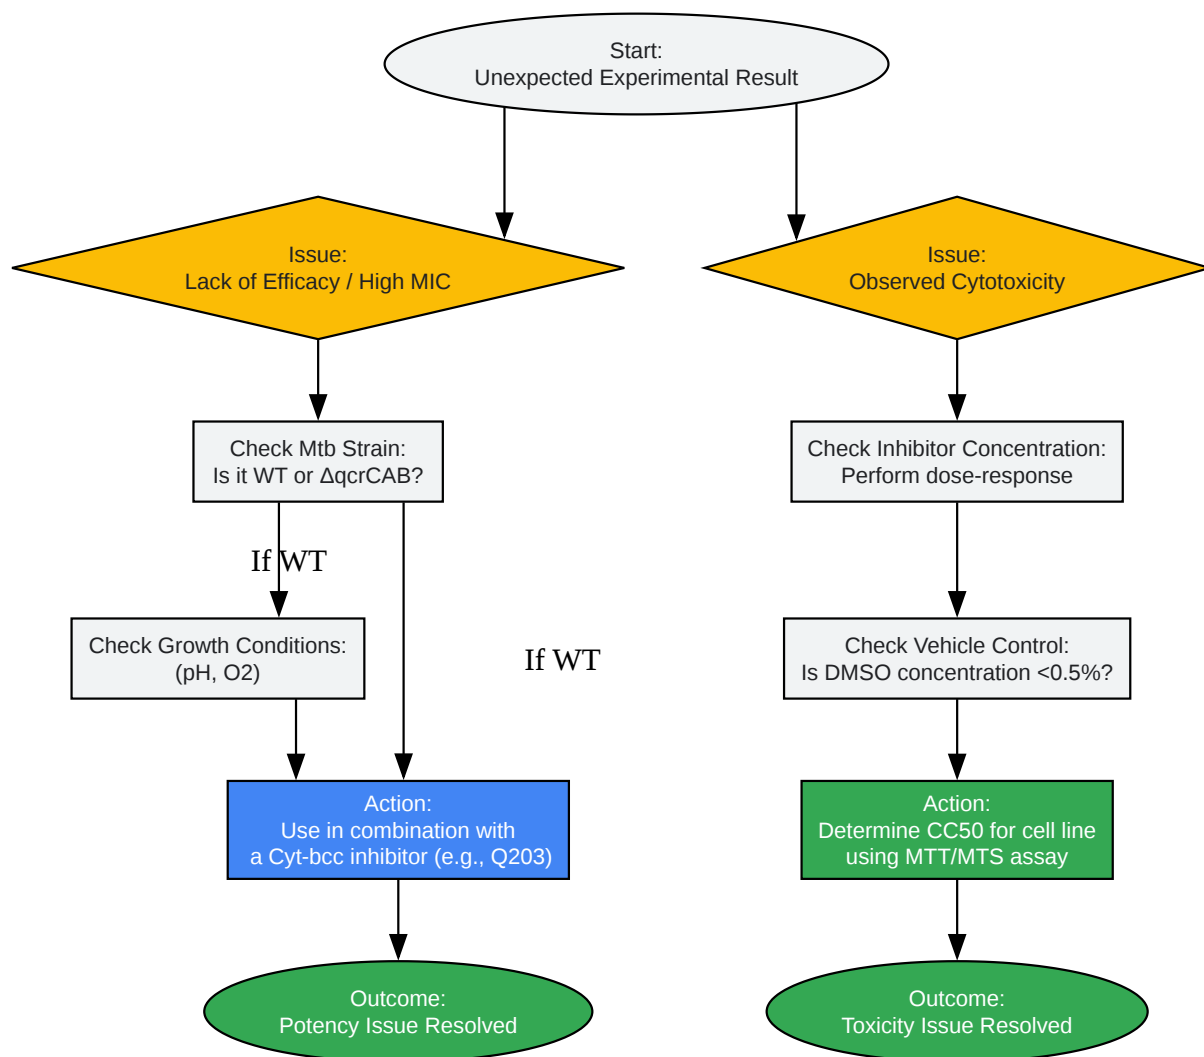 Start:
Unexpected Experimental Result
Issue:
Lack of Efficacy / High MIC
Issue:
Observed Cytotoxicity
Check Mtb Strain:
Is it WT or ΔqcrCAB?
Check Inhibitor Concentration:
Perform dose-response
If WT
Check Growth Conditions:
(pH, O2)
If WT
Check Vehicle Control:
Is DMSO concentration <0.5%?
Action:
Use in combination with
a Cyt-bcc inhibitor (e.g., Q203)
Action:
Determine CC50 for cell line
using MTT/MTS assay
Outcome:
Potency Issue Resolved
Outcome:
Toxicity Issue Resolved